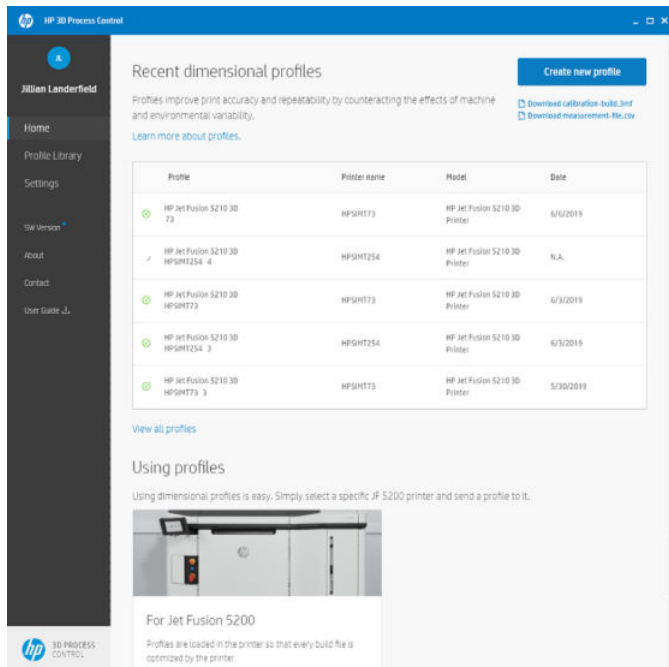 hp HP 3D Process Control
JL
Jillian Landerfield
Home
Profile Library
Settings
SW Version
About
Contact
User Guide
hp 3D PROCESS
CONTROL
Recent dimensional profiles
Create new profile
Profiles improve print accuracy and repeatability by counteracting the effects of machine
and environmental variability.
Download calibration-build.3mf
Download measurement-file.csv
Learn more about profiles.
Profile Printer name Model Date
HP Jet Fusion 5210 3D
73
HPSIMT73
HP Jet Fusion 5210 3D
Printer
6/6/2019
HP Jet Fusion 5210 3D
HPSIMT254 4
HPSIMT254
HP Jet Fusion 5210 3D
Printer
N.A.
HP Jet Fusion 5210 3D
HPSIMT73
HPSIMT73
HP Jet Fusion 5210 3D
Printer
6/3/2019
HP Jet Fusion 5210 3D
HPSIMT254 3
HPSIMT254
HP Jet Fusion 5210 3D
Printer
6/3/2019
HP Jet Fusion 5210 3D
HPSIMT73 3
HPSIMT73
HP Jet Fusion 5210 3D
Printer
5/30/2019
View all profiles
Using profiles
Using dimensional profiles is easy. Simply select a specific JF 5200 printer and send a profile to it.
For Jet Fusion 5200
Profiles are loaded in the printer so that every build file is
optimized by the printer.